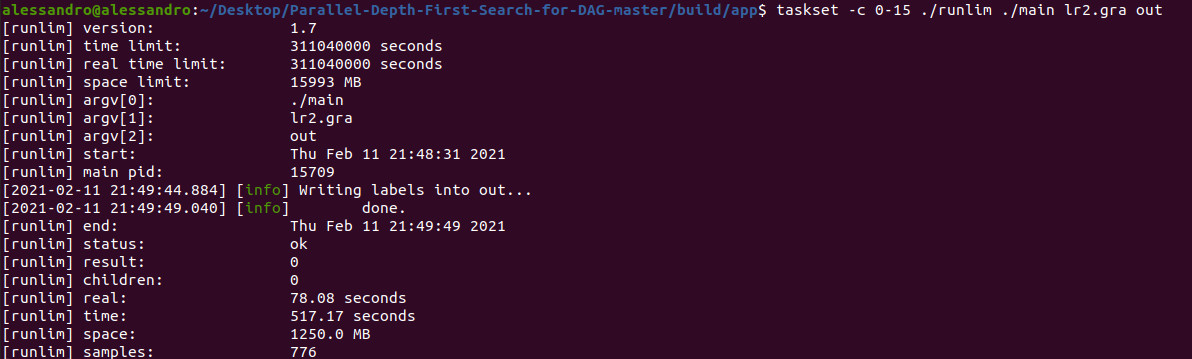 alessandro@alessandro:~/Desktop/Parallel-Depth-First-Search-for-DAG-master/build/app$ taskset -c 0-15 ./runlim ./main lr2.gra out
[runlim] version: 1.7
[runlim] time limit: 311040000 seconds
[runlim] real time limit: 311040000 seconds
[runlim] space limit: 15993 MB
[runlim] argv[0]: ./main
[runlim] argv[1]: lr2.gra
[runlim] argv[2]: out
[runlim] start: Thu Feb 11 21:48:31 2021
[runlim] main pid: 15709
[2021-02-11 21:49:44.884] [info] Writing labels into out...
[2021-02-11 21:49:49.040] [info] done.
[runlim] end: Thu Feb 11 21:49:49 2021
[runlim] status: ok
[runlim] result: 0
[runlim] children: 0
[runlim] real: 78.08 seconds
[runlim] time: 517.17 seconds
[runlim] space: 1250.0 MB
[runlim] samples: 776